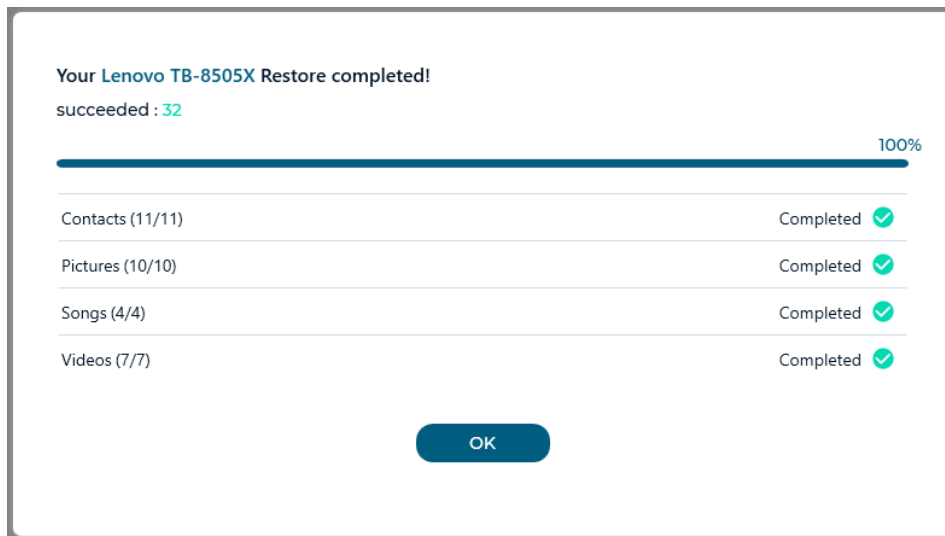 Your Lenovo TB-8505X Restore completed!
succeeded : 32
100%
Contacts (11/11) Completed
Pictures (10/10) Completed
Songs (4/4) Completed
Videos (7/7) Completed
OK